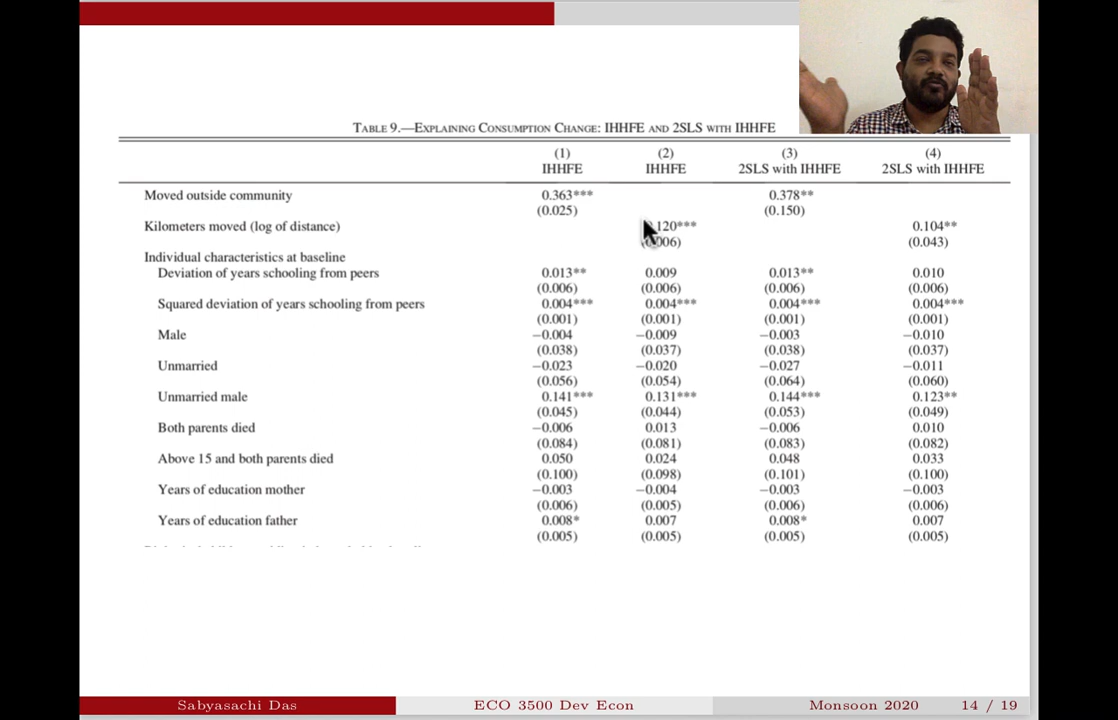 TABLE 9.—EXPLAINING CONSUMPTION CHANGE: IHHFE AND 2SLS WITH IHHFE
(1) (2) (3) (4)
IHHFE IHHFE 2SLS with IHHFE 2SLS with IHHFE
Moved outside community 0.363*** 0.378**
(0.025) (0.150)
Kilometers moved (log of distance) 120*** 0.104**
006) (0.043)
Individual characteristics at baseline
Deviation of years schooling from peers 0.013** 0.009 0.013** 0.010
(0.006) (0.006) (0.006) (0.006)
Squared deviation of years schooling from peers 0.004*** 0.004*** 0.004*** 0.004***
(0.001) (0.001) (0.001) (0.001)
Male −0.004 −0.009 −0.003 −0.010
(0.038) (0.037) (0.038) (0.037)
Unmarried −0.023 −0.020 −0.027 −0.011
(0.056) (0.054) (0.064) (0.060)
Unmarried male 0.141*** 0.131*** 0.144*** 0.123**
(0.045) (0.044) (0.053) (0.049)
Both parents died −0.006 0.013 −0.006 0.010
(0.084) (0.081) (0.083) (0.082)
Above 15 and both parents died 0.050 0.024 0.048 0.033
(0.100) (0.098) (0.101) (0.100)
Years of education mother −0.003 −0.004 −0.003 −0.003
(0.006) (0.005) (0.006) (0.006)
Years of education father 0.008* 0.007 0.008* 0.007
(0.005) (0.005) (0.005) (0.005)
Sabyasachi Das ECO 3500 Dev Econ Monsoon 2020 14 / 19